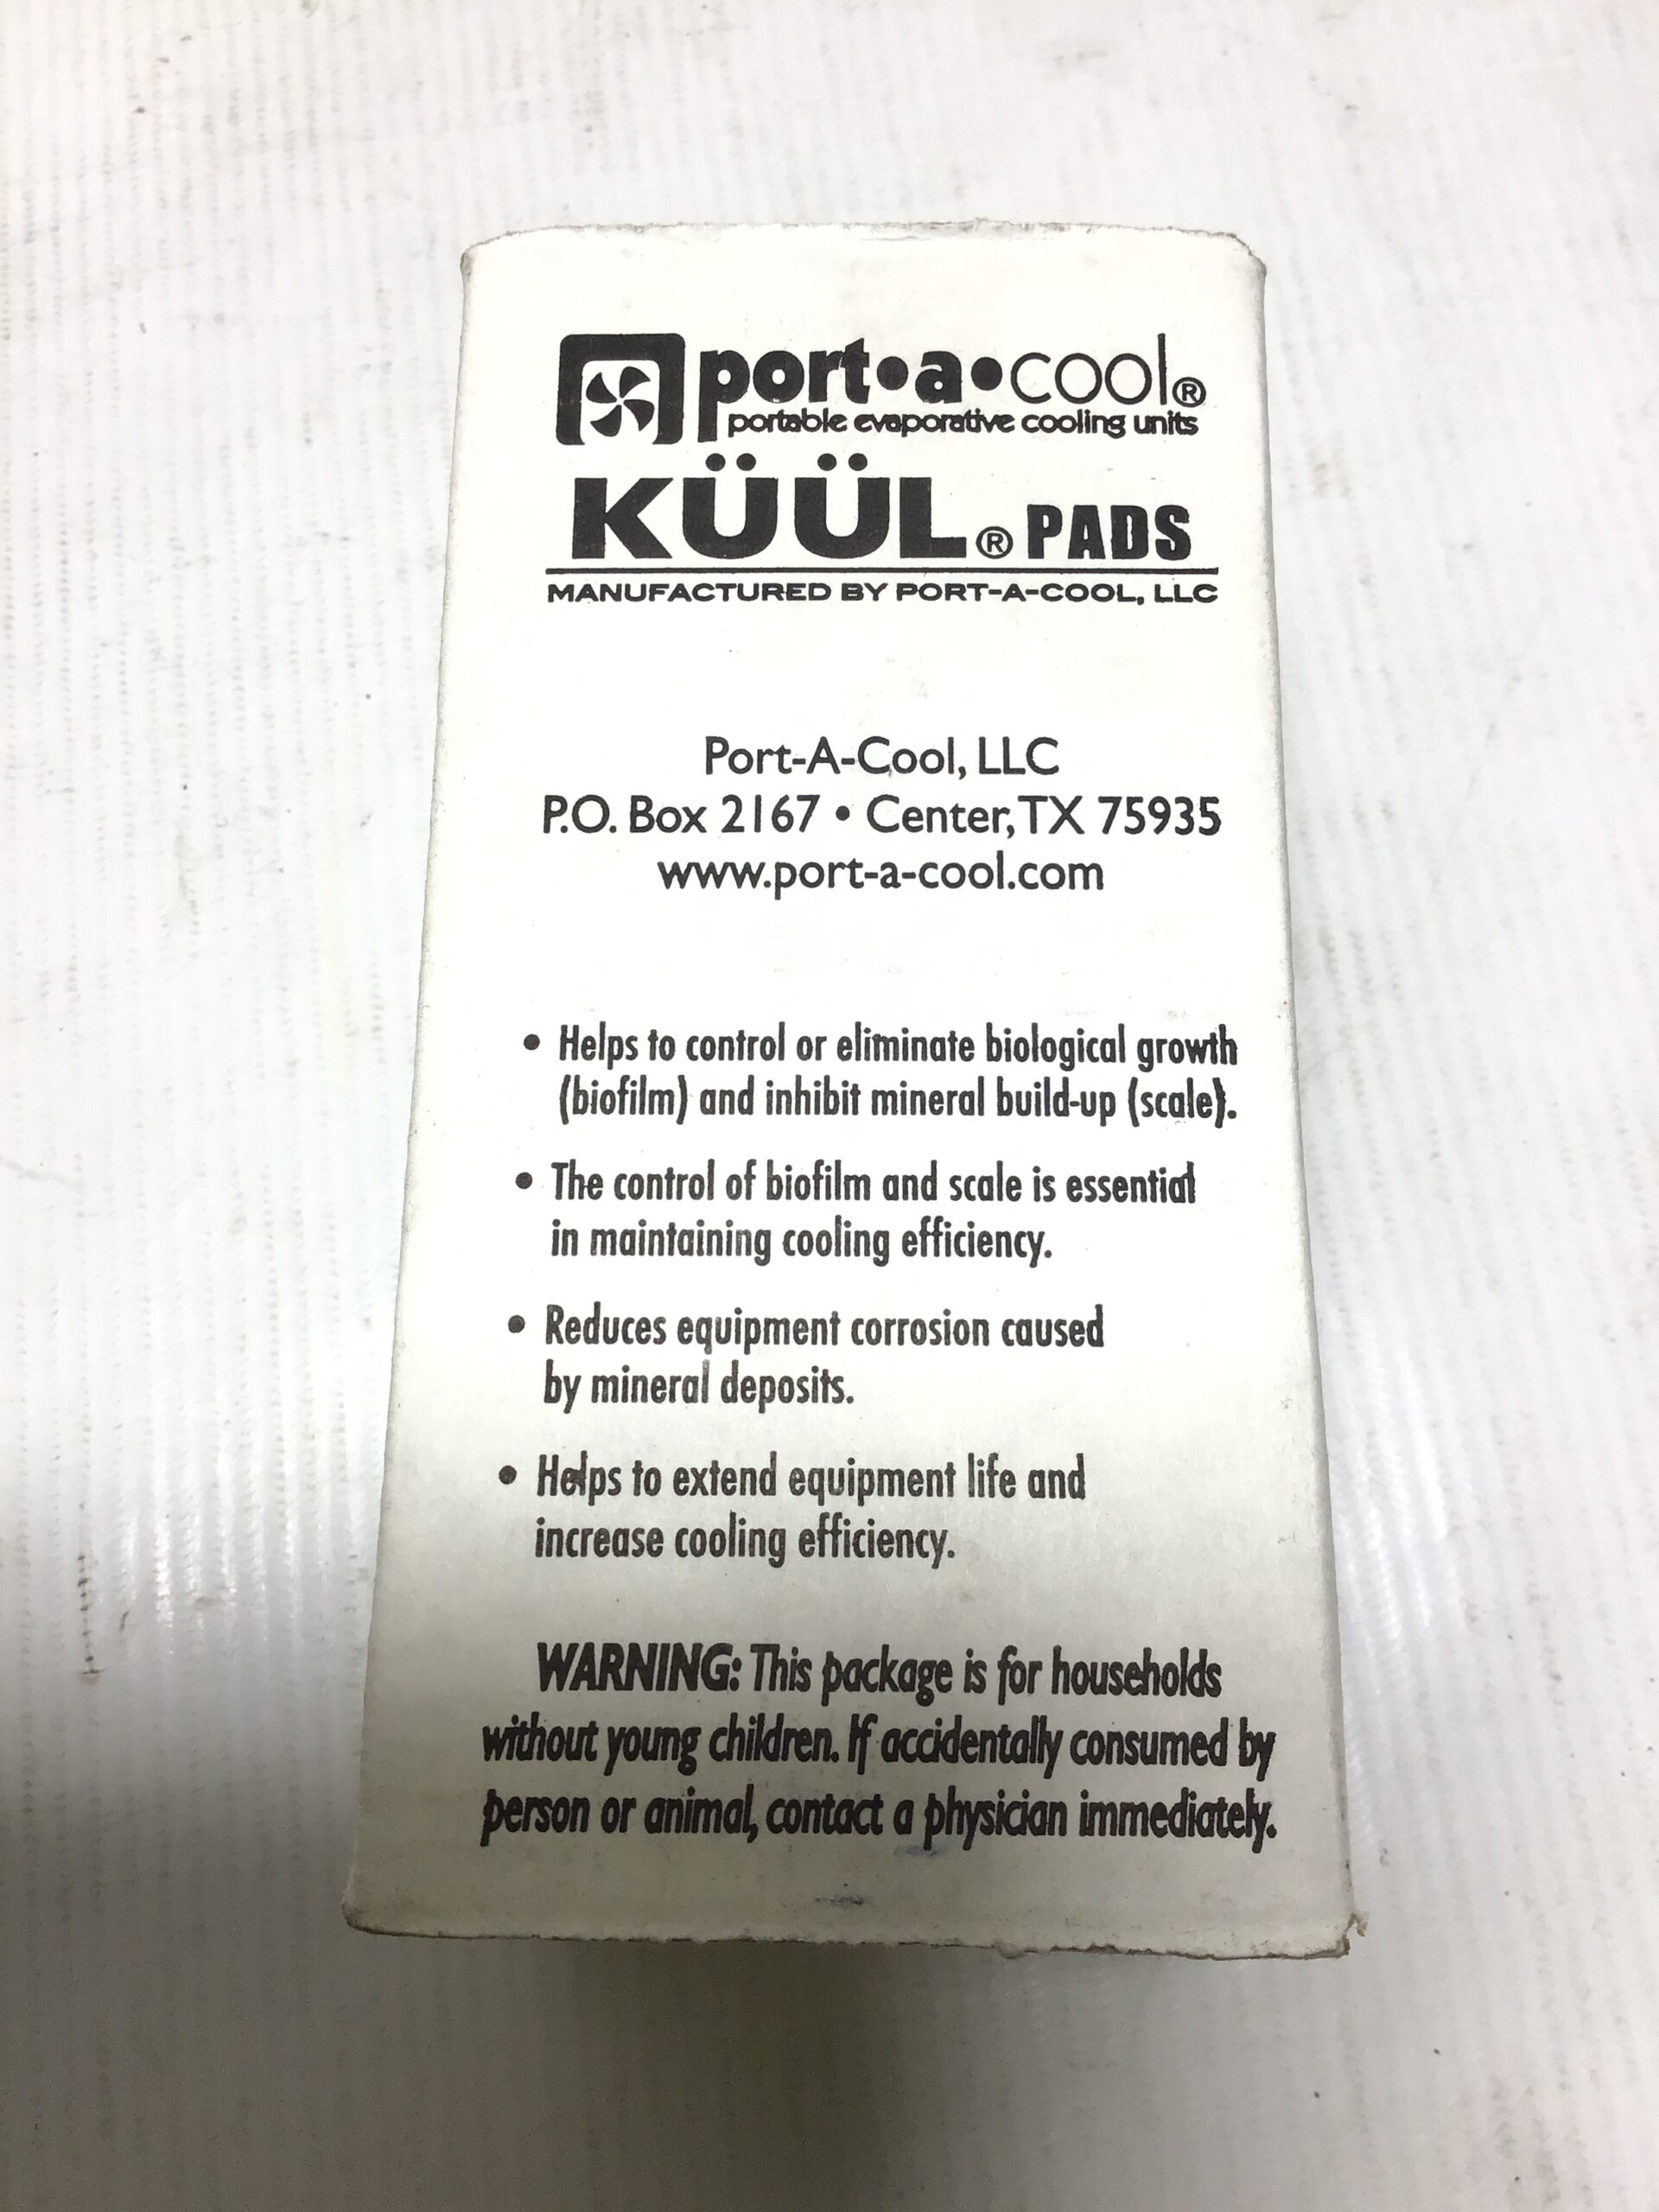 port•a•cool®
portable evaporative cooling units
KÜÜL® PADS
MANUFACTURED BY PORT-A-COOL, LLC
Port-A-Cool, LLC
P.O. Box 2167 • Center, TX 75935
www.port-a-cool.com
• Helps to control or eliminate biological growth
(biofilm) and inhibit mineral build-up (scale).
• The control of biofilm and scale is essential
in maintaining cooling efficiency.
• Reduces equipment corrosion caused
by mineral deposits.
• Helps to extend equipment life and
increase cooling efficiency.
WARNING: This package is for households
without young children. If accidentally consumed by
person or animal, contact a physician immediately.